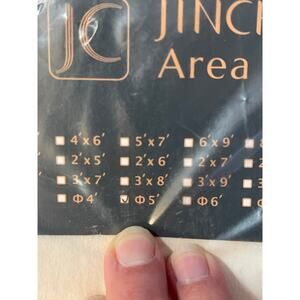 JC
JINCH
Area
4'x6' 5'x7' 6'x9'
2'x5' 2'x6' 2'x7'
3'x7' 3'x8' 3'x9'
Φ4' Φ5' Φ6'